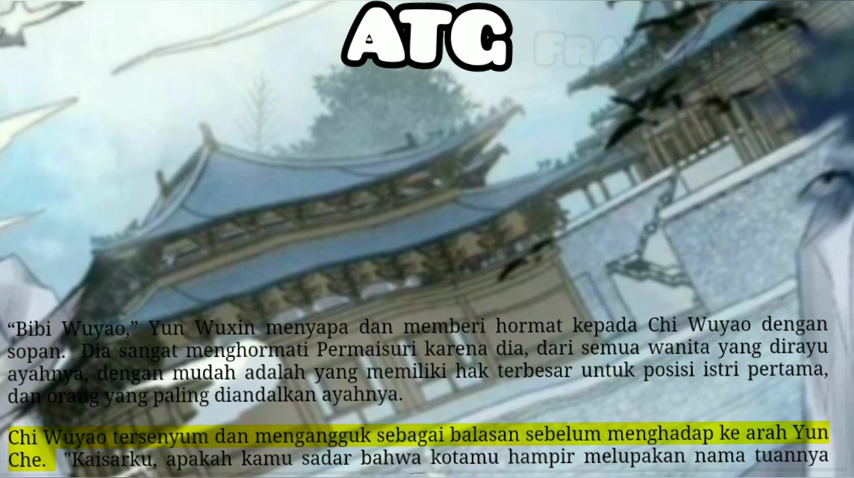 ATG
“Bibi Wuyao,” Yun Wuxin menyapa dan memberi hormat kepada Chi Wuyao dengan
sopan. Dia sangat menghormati Permaisuri karena dia, dari semua wanita yang dirayu
ayahnya, dengan mudah adalah yang memiliki hak terbesar untuk posisi istri pertama,
dan orang yang paling diandalkan ayahnya.
Chi Wuyao tersenyum dan mengangguk sebagai balasan sebelum menghadap ke arah Yun
Che. "Kaisarku, apakah kamu sadar bahwa kotamu hampir melupakan nama tuannya